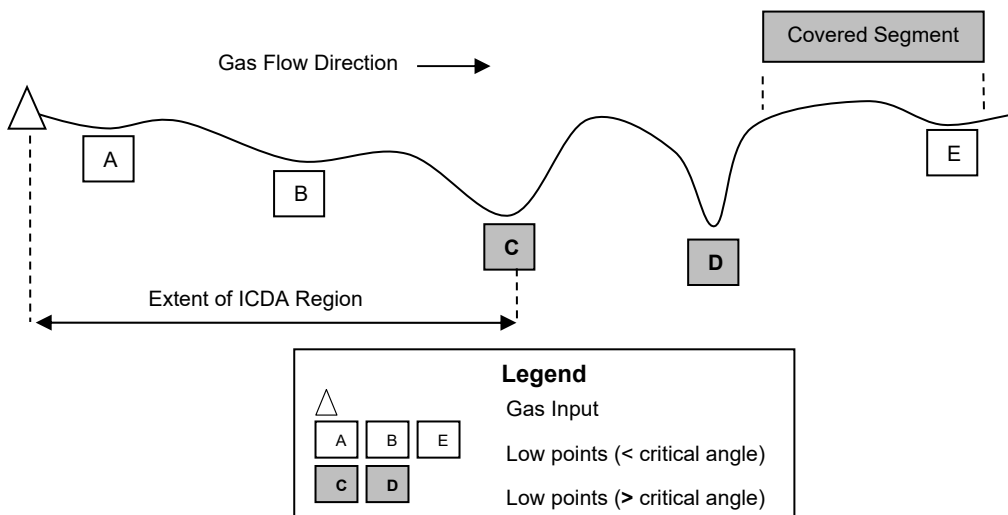 Covered Segment
Gas Flow Direction
A
B
C
D
E
Extent of ICDA Region
Legend
Gas Input
A B E
Low points (< critical angle)
C D
Low points (> critical angle)